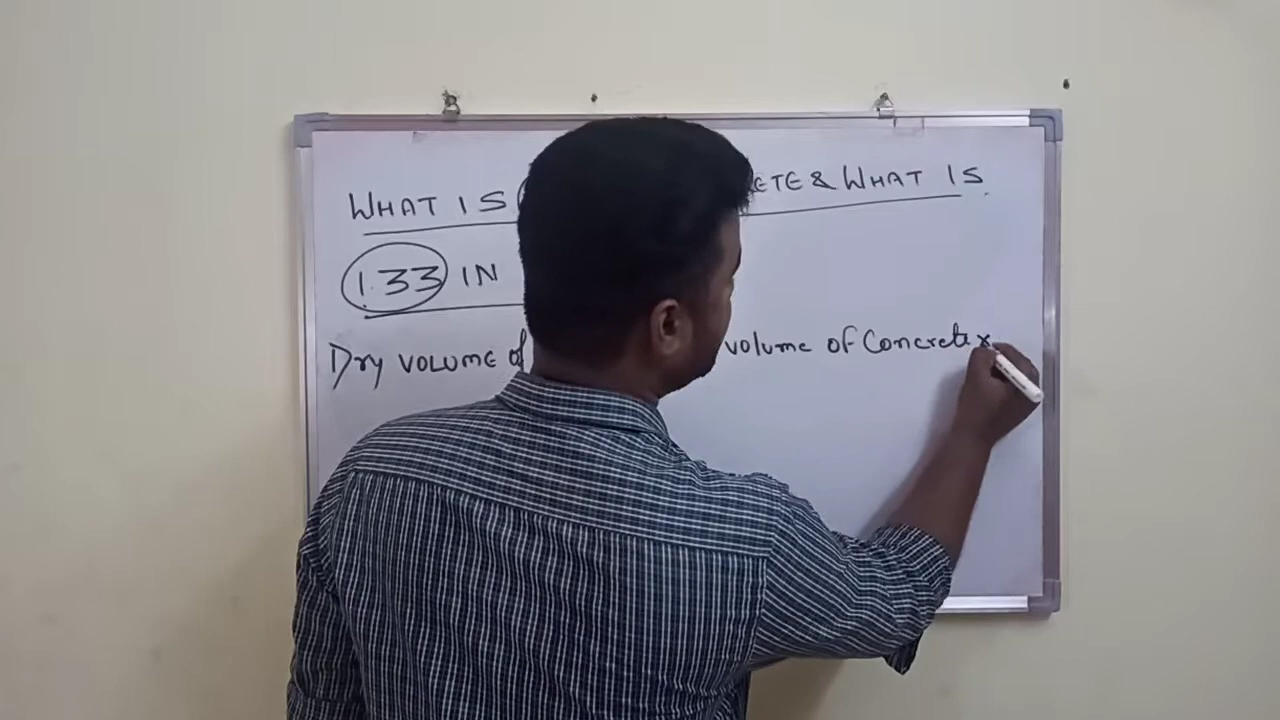 WHAT IS ETE & WHAT IS
1.33 IN
Dry volume of volume of Concrete x